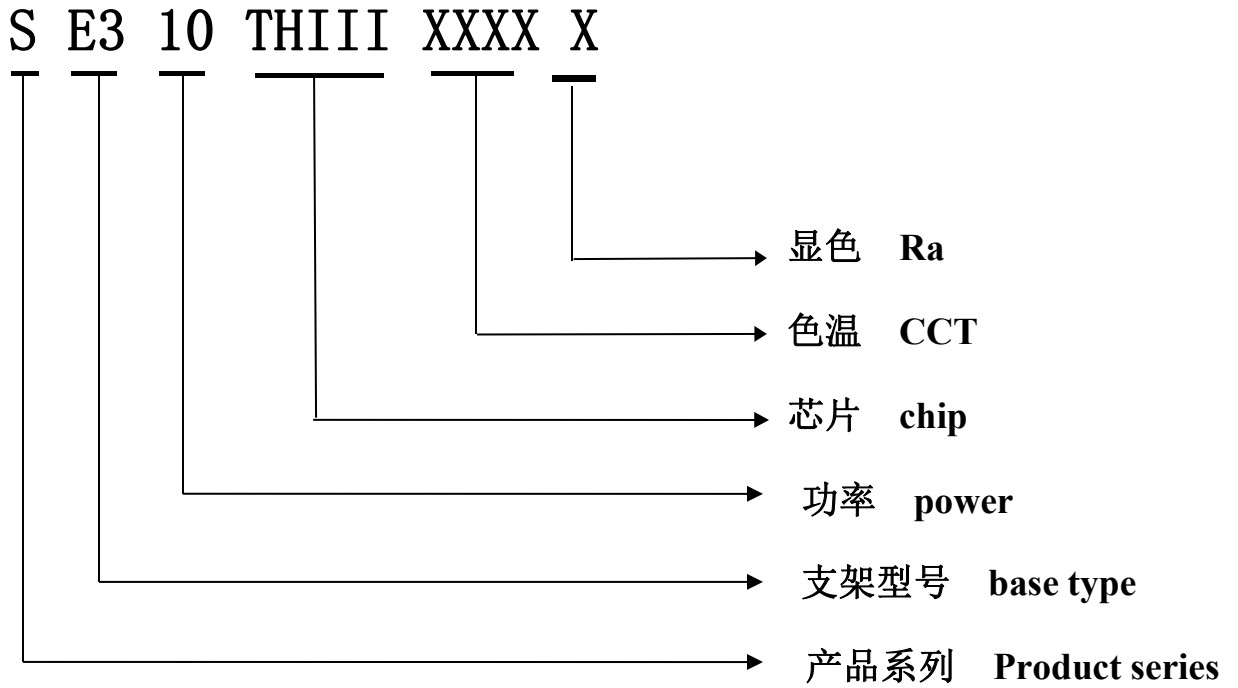 S E3 10 THIII XXXX X
显色 Ra
色温 CCT
芯片 chip
功率 power
支架型号 base type
产品系列 Product series